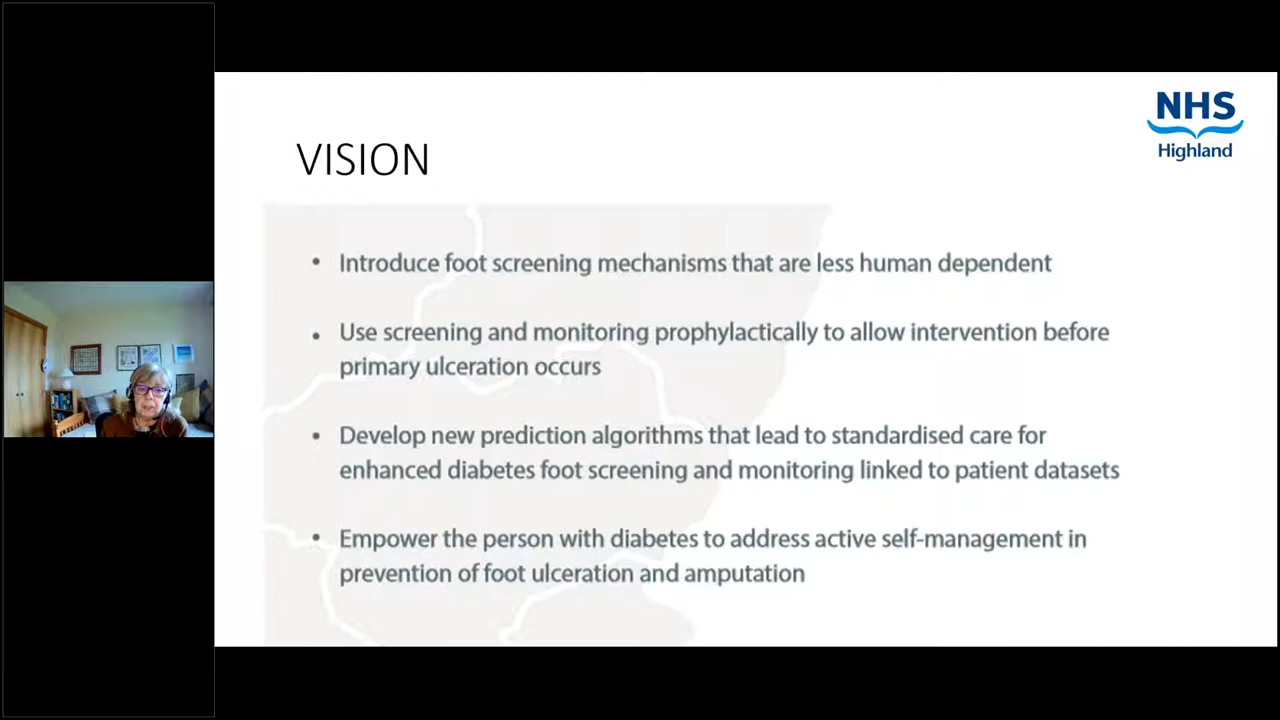 NHS
Highland
VISION
• Introduce foot screening mechanisms that are less human dependent
• Use screening and monitoring prophylactically to allow intervention before
primary ulceration occurs
• Develop new prediction algorithms that lead to standardised care for
enhanced diabetes foot screening and monitoring linked to patient datasets
• Empower the person with diabetes to address active self-management in
prevention of foot ulceration and amputation